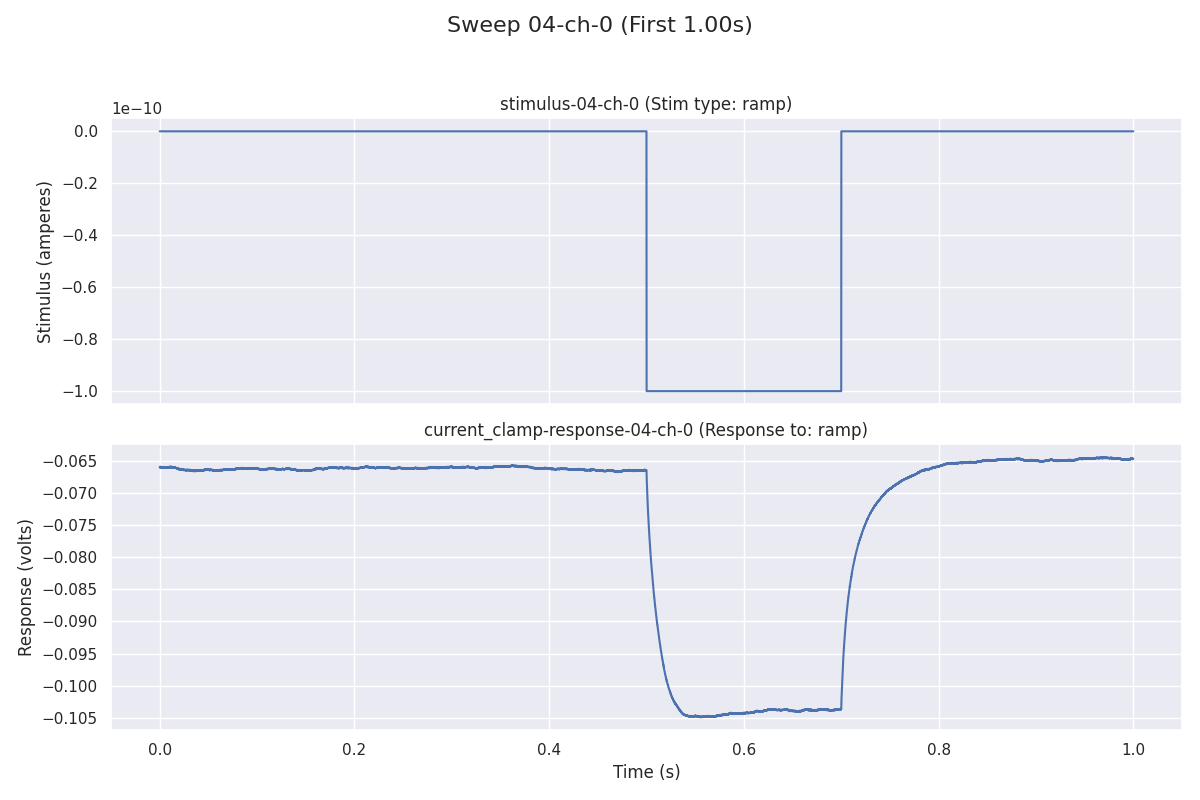 Sweep 04-ch-0 (First 1.00s)
stimulus-04-ch-0 (Stim type: ramp)
1e−10
0.0
−0.2
−0.4
−0.6
−0.8
−1.0
Stimulus (amperes)
current_clamp-response-04-ch-0 (Response to: ramp)
−0.065
−0.070
−0.075
−0.080
−0.085
−0.090
−0.095
−0.100
−0.105
Response (volts)
0.0 0.2 0.4 0.6 0.8 1.0
Time (s)